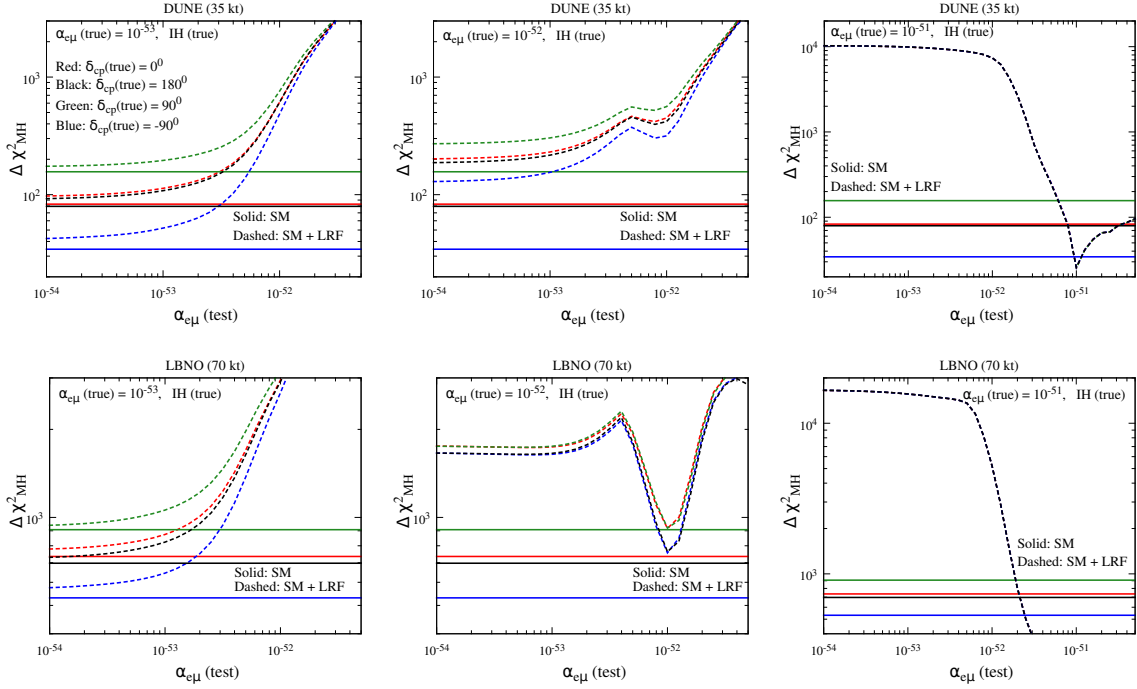 DUNE (35 kt)
α_eμ (true) = 10^-53, IH (true)
Red: δ_cp(true) = 0^0
Black: δ_cp(true) = 180^0
Green: δ_cp(true) = 90^0
Blue: δ_cp(true) = -90^0
Solid: SM
Dashed: SM + LRF
Δ χ^2_MH
10^3
10^2
10^-54
10^-53
10^-52
α_eμ (test)
DUNE (35 kt)
α_eμ (true) = 10^-52, IH (true)
Solid: SM
Dashed: SM + LRF
Δ χ^2_MH
10^3
10^2
10^-54
10^-53
10^-52
α_eμ (test)
DUNE (35 kt)
α_eμ (true) = 10^-51, IH (true)
Solid: SM
Dashed: SM + LRF
Δ χ^2_MH
10^4
10^3
10^2
10^-54
10^-53
10^-52
10^-51
α_eμ (test)
LBNO (70 kt)
α_eμ (true) = 10^-53, IH (true)
Solid: SM
Dashed: SM + LRF
Δ χ^2_MH
10^3
10^-54
10^-53
10^-52
α_eμ (test)
LBNO (70 kt)
α_eμ (true) = 10^-52, IH (true)
Solid: SM
Dashed: SM + LRF
Δ χ^2_MH
10^3
10^-54
10^-53
10^-52
α_eμ (test)
LBNO (70 kt)
α_eμ (true) = 10^-51, IH (true)
Solid: SM
Dashed: SM + LRF
Δ χ^2_MH
10^4
10^3
10^-54
10^-53
10^-52
10^-51
α_eμ (test)